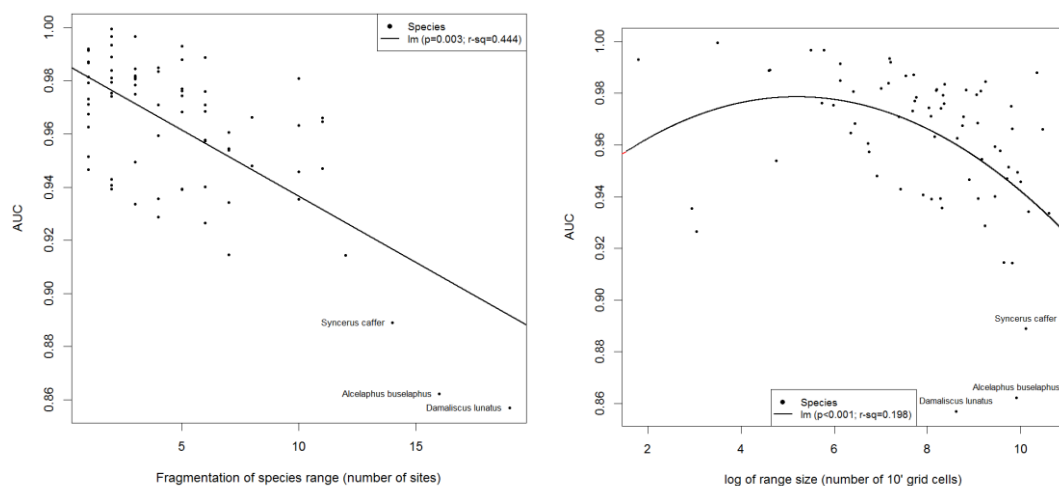 Species
lm (p=0.003; r-sq=0.444)
1.00
0.98
0.96
0.94
0.92
0.90
0.88
0.86
AUC
Syncerus caffer
Alcelaphus buselaphus
Damaliscus lunatus
5
10
15
Fragmentation of species range (number of sites)
1.00
0.98
0.96
0.94
0.92
0.90
0.88
0.86
AUC
Syncerus caffer
Alcelaphus buselaphus
Damaliscus lunatus
Species
lm (p<0.001; r-sq=0.198)
2
4
6
8
10
log of range size (number of 10' grid cells)